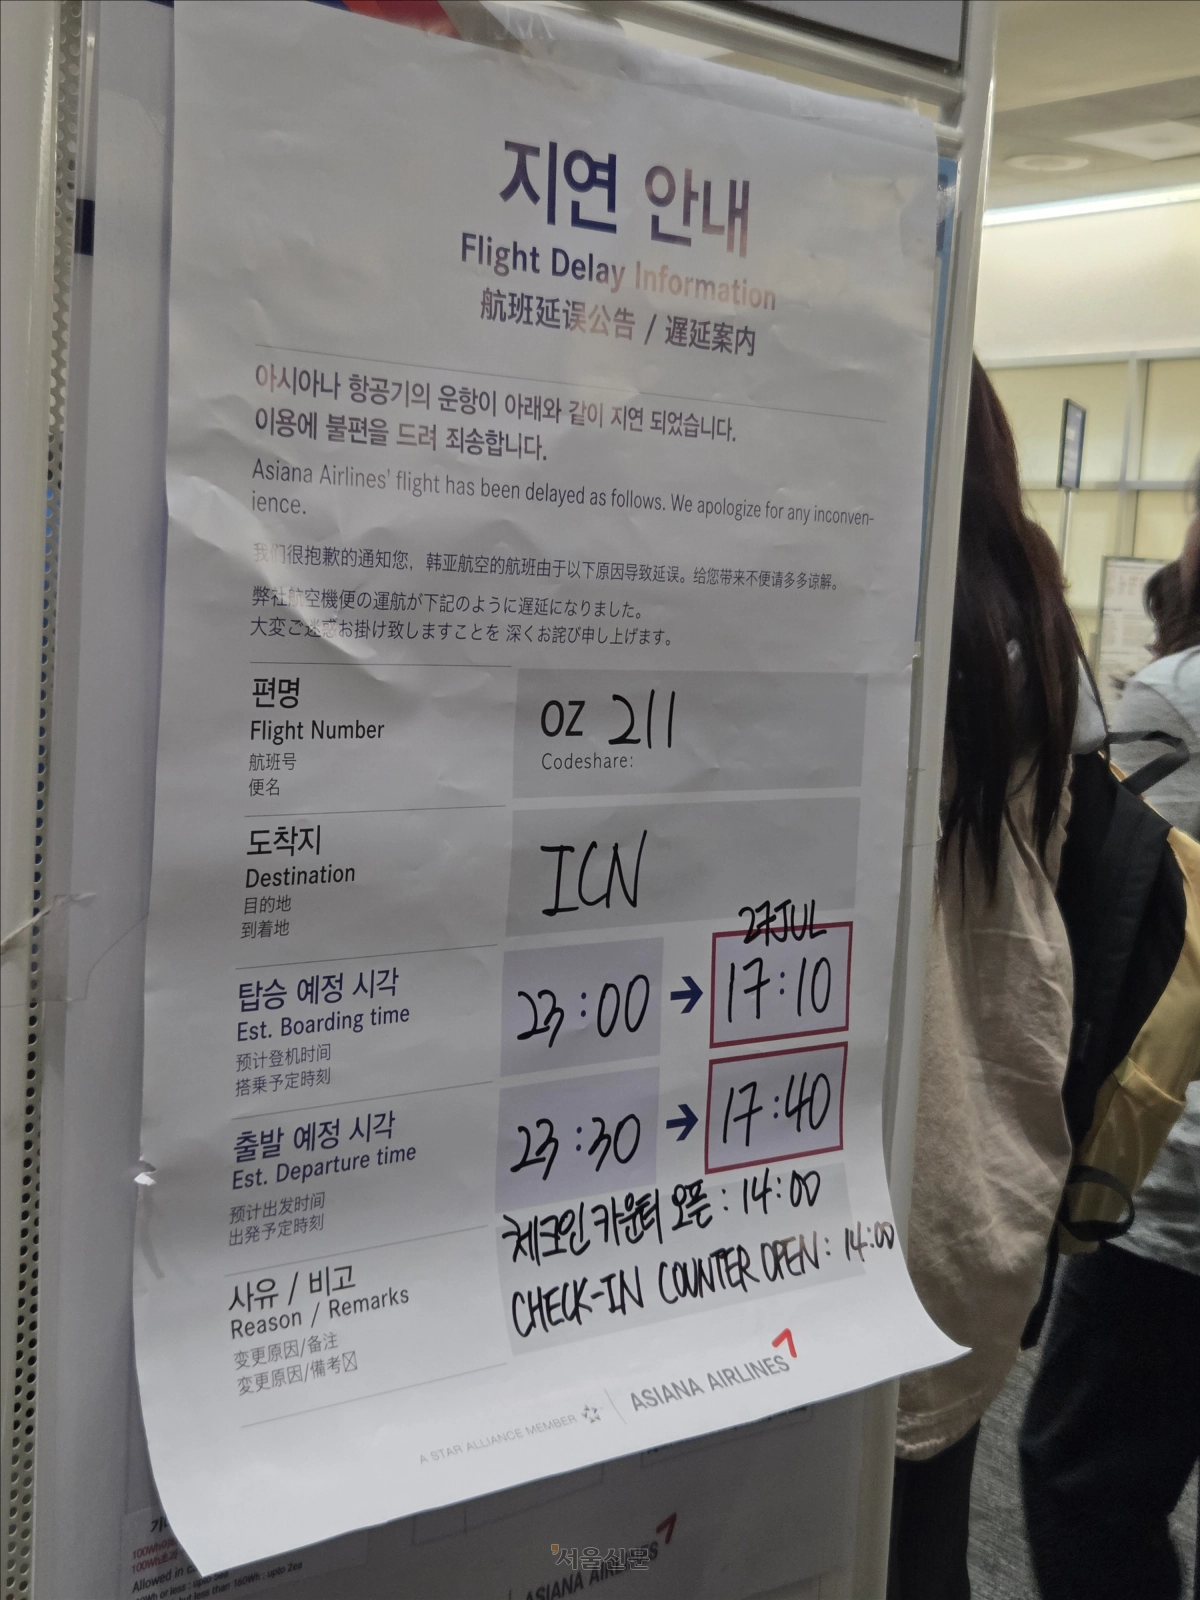 지연 안내
Flight Delay Information
航班延误公告 / 遅延案内
아시아나 항공기의 운항이 아래와 같이 지연 되었습니다.
이용에 불편을 드려 죄송합니다.
Asiana Airlines' flight has been delayed as follows. We apologize for any inconven-
ience.
我们很抱歉的通知您，韩亚航空的航班由于以下原因导致延误。给您带来不便请多多谅解。
弊社航空機便の運航が下記のように遅延になりました。
大変ご迷惑お掛け致しますことを 深くお詫び申し上げます。
편명
Flight Number
航班号
便名
OZ 211
Codeshare:
도착지
Destination
目的地
到着地
ICN
27JUL
탑승 예정 시각
Est. Boarding time
预计登机时间
搭乗予定時刻
23:00 → 17:10
출발 예정 시각
Est. Departure time
预计出发时间
出発予定時刻
23:30 → 17:40
사유 / 비고
Reason / Remarks
变更原因/备注
変更原因/備考
체크인 카운터 오픈: 14:00
CHECK-IN COUNTER OPEN: 14:00
A STAR ALLIANCE MEMBER
ASIANA AIRLINES
서울신문
ASIANA AIRLINES
Allowed in
less than 160Wh : upto 2ea